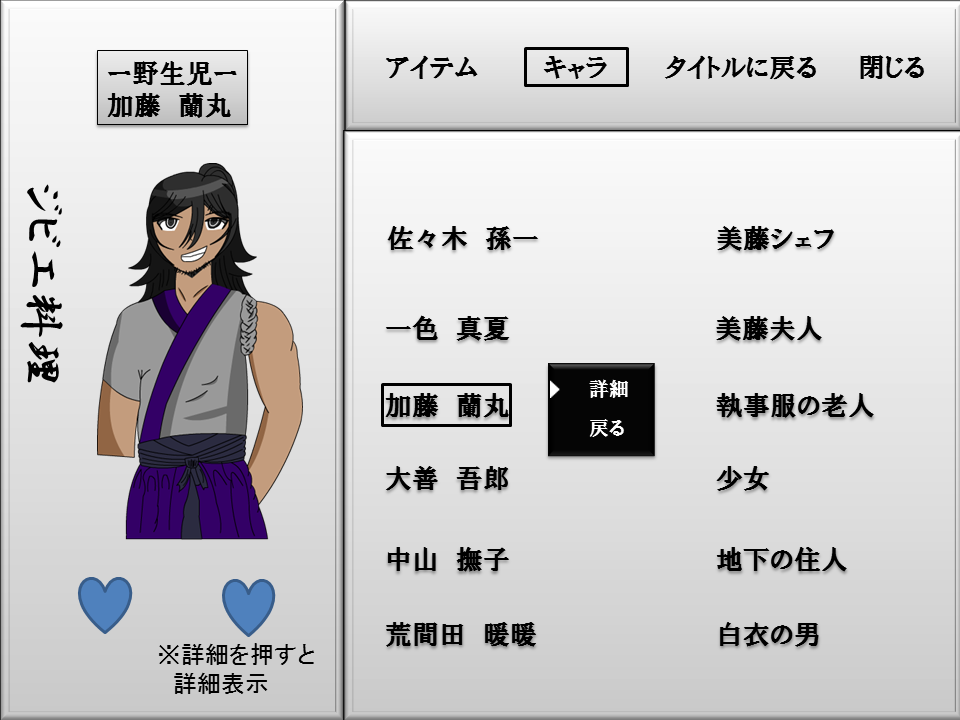 一野生児一
加藤　蘭丸
ジビエ料理
※詳細を押すと
詳細表示
アイテム　キャラ　タイトルに戻る　閉じる
佐々木　孫一　美藤シェフ
一色　真夏　美藤夫人
加藤　蘭丸　執事服の老人
詳細
戻る
大善　吾郎　少女
中山　撫子　地下の住人
荒間田　暖暖　白衣の男